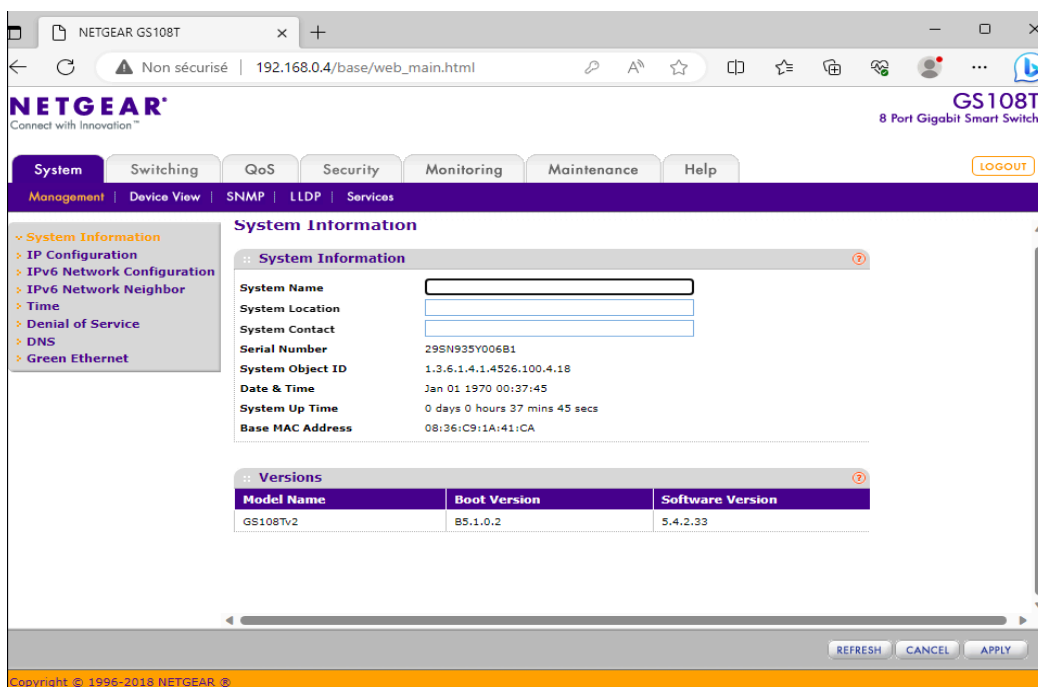 NETGEAR GS108T
Non sécurisé | 192.168.0.4/base/web_main.html
NETGEAR®
Connect with Innovation™
GS108T
8 Port Gigabit Smart Switch
System Switching QoS Security Monitoring Maintenance Help LOGOUT
Management | Device View | SNMP | LLDP | Services
System Information
IP Configuration
IPv6 Network Configuration
IPv6 Network Neighbor
Time
Denial of Service
DNS
Green Ethernet
System Information
System Information
System Name
System Location
System Contact
Serial Number 29SN935Y006B1
System Object ID 1.3.6.1.4.1.4526.100.4.18
Date & Time Jan 01 1970 00:37:45
System Up Time 0 days 0 hours 37 mins 45 secs
Base MAC Address 08:36:C9:1A:41:CA
Versions
Model Name Boot Version Software Version
GS108Tv2 B5.1.0.2 5.4.2.33
REFRESH CANCEL APPLY
Copyright © 1996-2018 NETGEAR ®